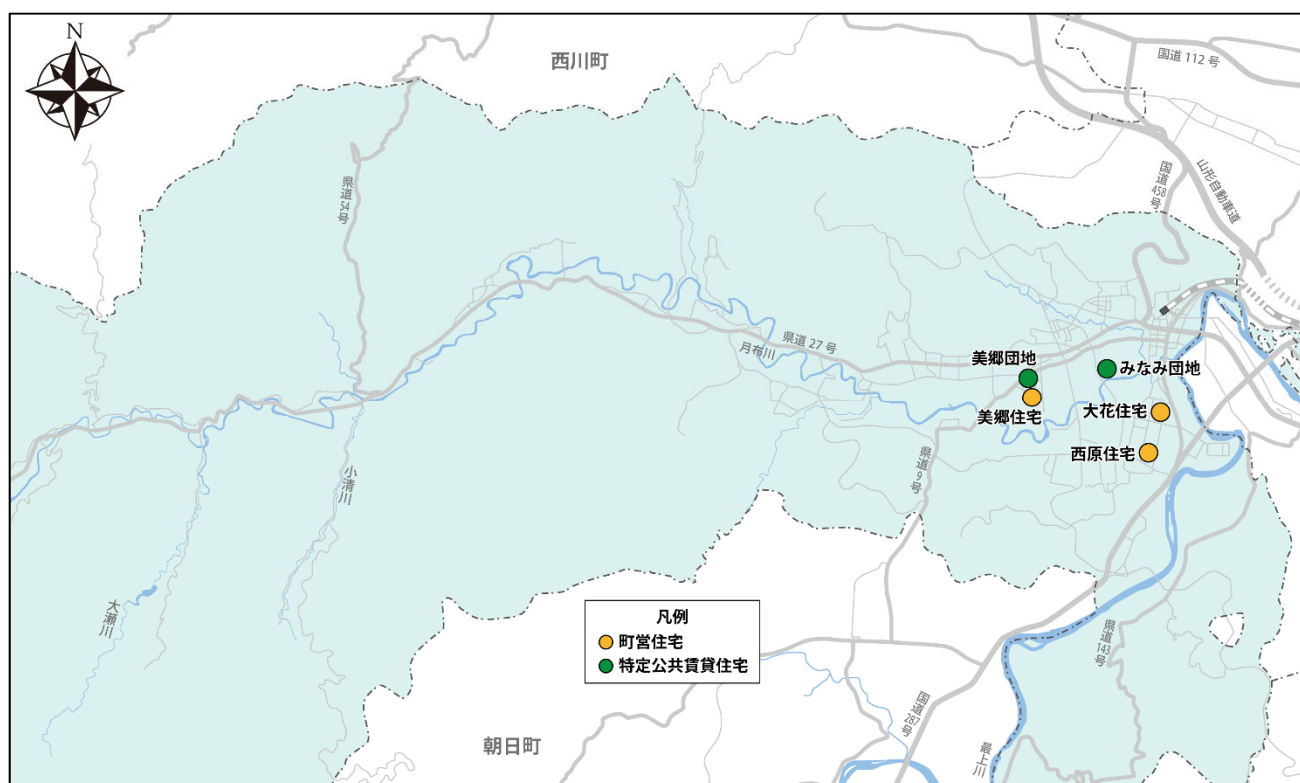 N
西川町
国道 112 号
山形自動車道
国道
458
号
県道
54
号
県道 27 号
月布川
美郷団地
みなみ団地
美郷住宅
大花住宅
西原住宅
県道
9
号
小清川
大瀬川
凡例
町営住宅
特定公共賃貸住宅
県道
143
号
国道
287
号
最上川
朝日町